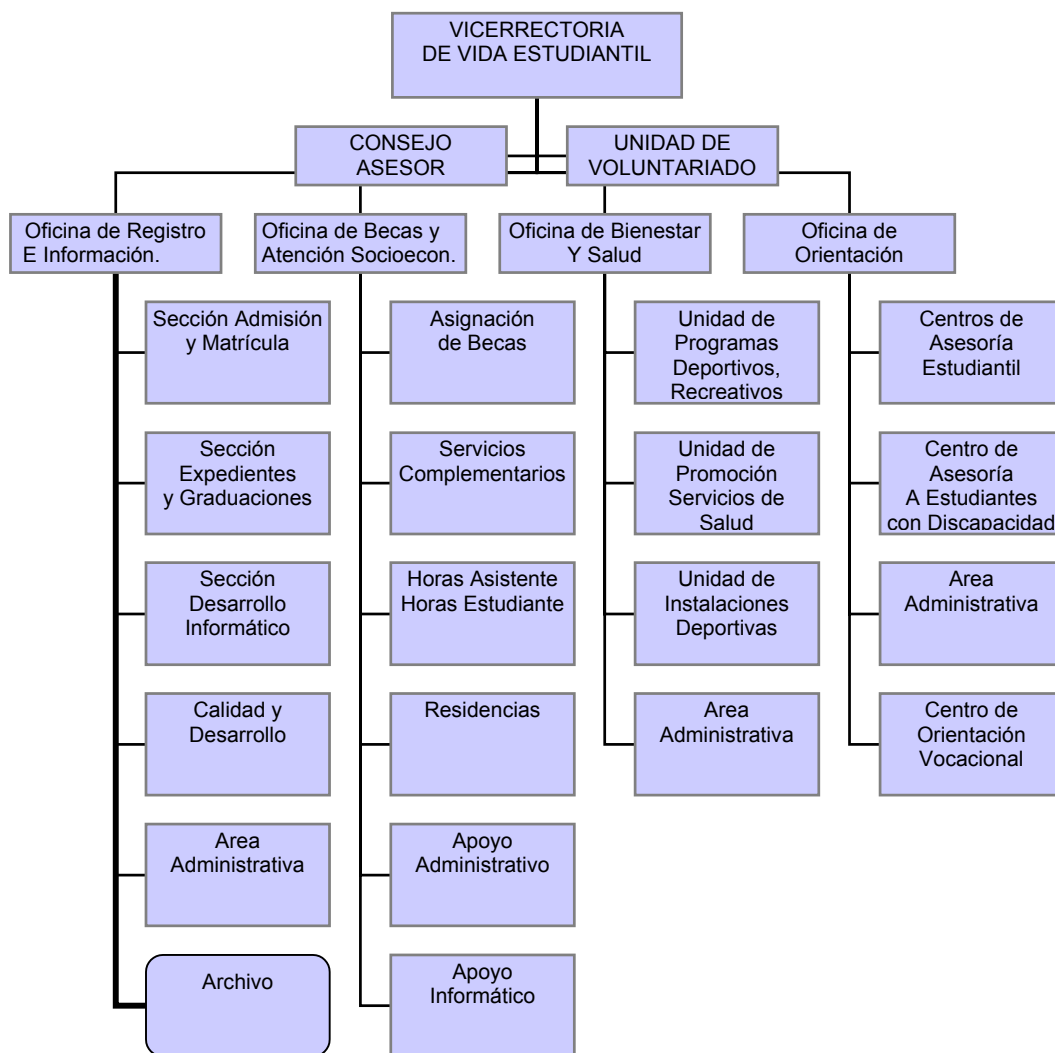 VICERRECTORIA
DE VIDA ESTUDIANTIL
CONSEJO
ASESOR
UNIDAD DE
VOLUNTARIADO
Oficina de Registro
E Información.
Oficina de Becas y
Atención Socioecon.
Oficina de Bienestar
Y Salud
Oficina de
Orientación
Sección Admisión
y Matrícula
Asignación
de Becas
Unidad de
Programas
Deportivos,
Recreativos
Centros de
Asesoría
Estudiantil
Sección
Expedientes
y Graduaciones
Servicios
Complementarios
Unidad de
Promoción
Servicios de
Salud
Centro de
Asesoría
A Estudiantes
con Discapacidad
Sección
Desarrollo
Informático
Horas Asistente
Horas Estudiante
Unidad de
Instalaciones
Deportivas
Area
Administrativa
Calidad y
Desarrollo
Residencias
Area
Administrativa
Centro de
Orientación
Vocacional
Area
Administrativa
Apoyo
Administrativo
Archivo
Apoyo
Informático